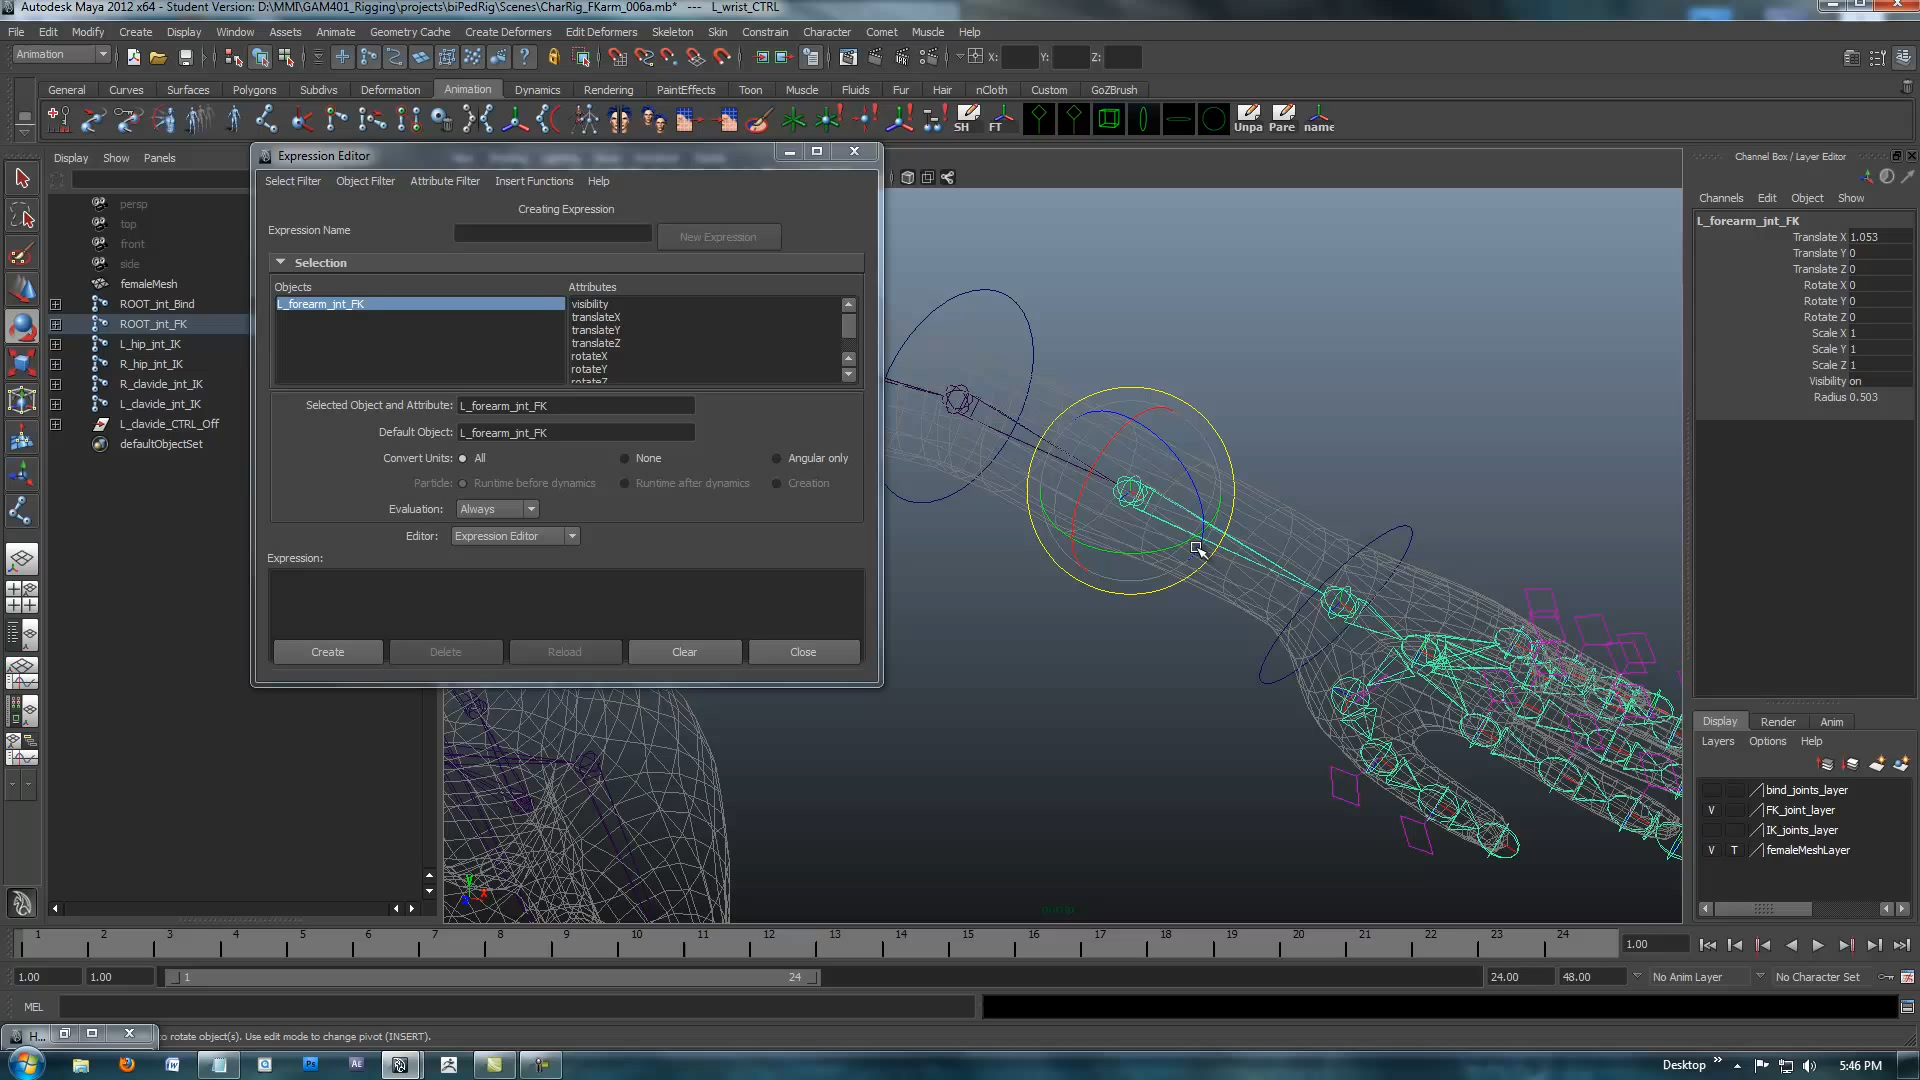 Autodesk Maya 2012 x64 - Student Version: D:\MMI\GAM401_Rigging\projects\biPedRig\Scenes\CharRig_FKarm_006a.mb* --- L_wrist_CTRL
File Edit Modify Create Display Window Assets Animate Geometry Cache Create Deformers Edit Deformers Skeleton Skin Constrain Character Comet Muscle Help
Animation X: Y: Z:
General Curves Surfaces Polygons Subdivs Deformation Animation Dynamics Rendering PaintEffects Toon Muscle Fluids Fur Hair nCloth Custom GoZBrush
SH FT Unpa Pare name
Display Show Panels
persp
top
front
side
femaleMesh
ROOT_jnt_Bind
ROOT_jnt_FK
L_hip_jnt_IK
R_hip_jnt_IK
R_clavicle_jnt_IK
L_clavicle_jnt_IK
L_clavicle_CTRL_Off
defaultObjectSet
Expression Editor
Select Filter Object Filter Attribute Filter Insert Functions Help
Creating Expression
Expression Name New Expression
Selection
Objects Attributes
L_forearm_jnt_FK
visibility
translateX
translateY
translateZ
rotateX
rotateY
rotateZ
Selected Object and Attribute: L_forearm_jnt_FK
Default Object: L_forearm_jnt_FK
Convert Units: All None Angular only
Particle: Runtime before dynamics Runtime after dynamics Creation
Evaluation: Always
Editor: Expression Editor
Expression:
Create Delete Reload Clear Close
persp
Channel Box / Layer Editor
Channels Edit Object Show
L_forearm_jnt_FK
Translate X 1.053
Translate Y 0
Translate Z 0
Rotate X 0
Rotate Y 0
Rotate Z 0
Scale X 1
Scale Y 1
Scale Z 1
Visibility on
Radius 0.503
Display Render Anim
Layers Options Help
bind_joints_layer
V FK_joint_layer
IK_joints_layer
V T femaleMeshLayer
1 2 3 4 5 6 7 8 9 10 11 12 13 14 15 16 17 18 19 20 21 22 23 24 1.00
1.00 1.00 1 24 24.00 48.00 No Anim Layer No Character Set
MEL
H... to rotate object(s). Use edit mode to change pivot (INSERT).
Desktop 5:46 PM